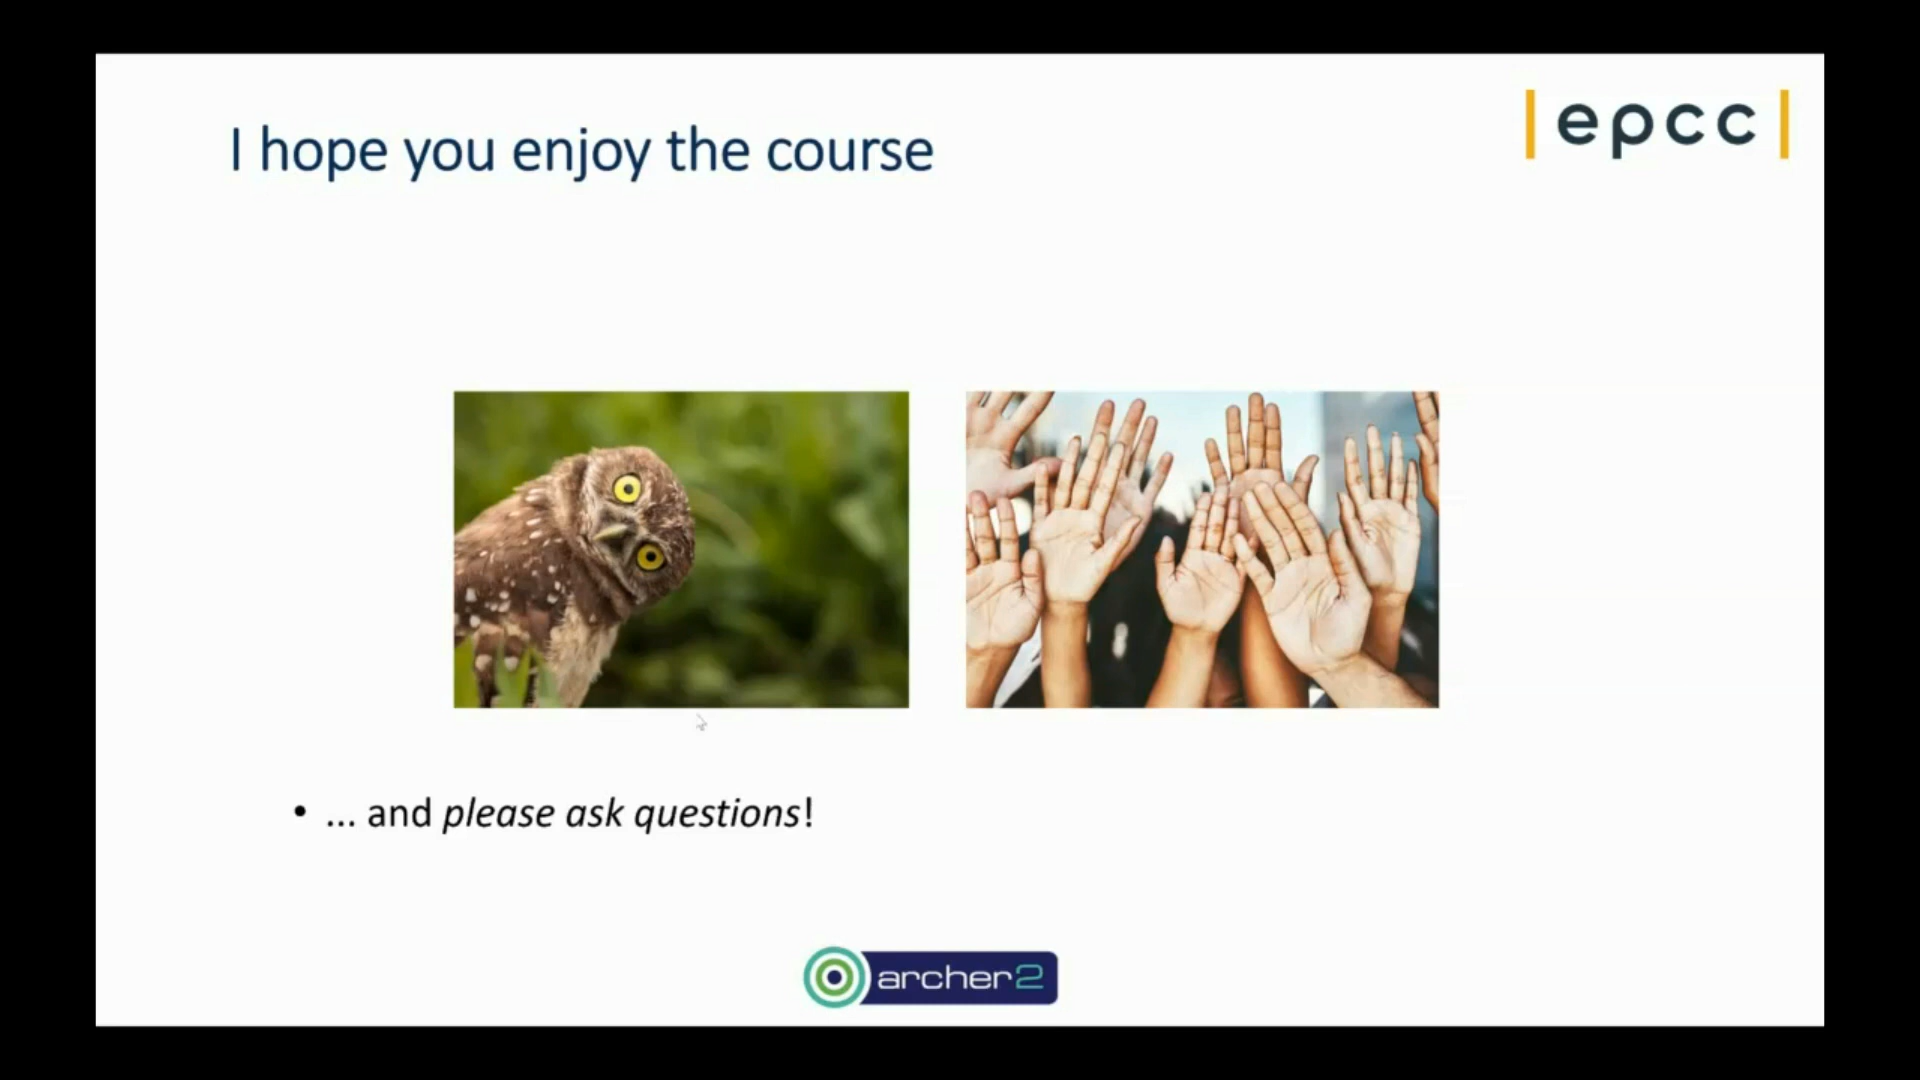 I hope you enjoy the course
|epcc|
• ... and please ask questions!
archer2